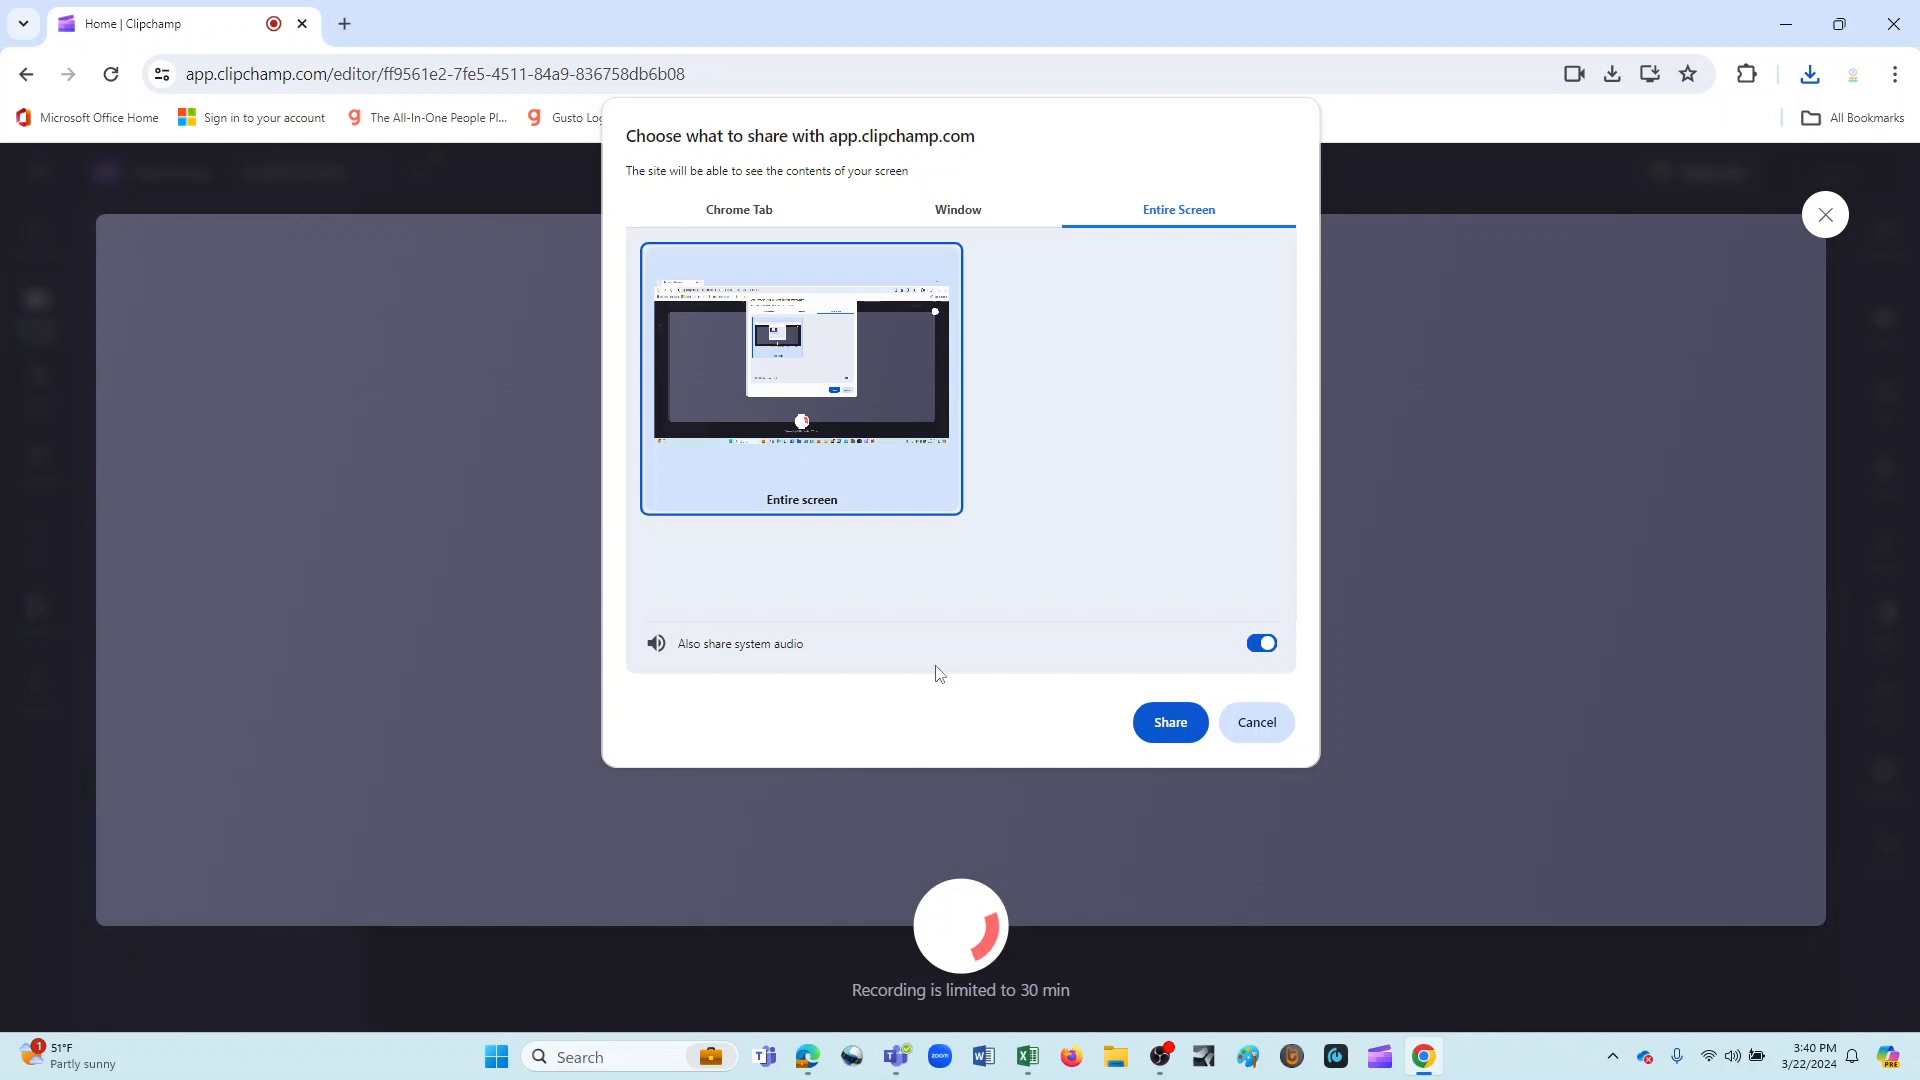 Home | Clipchamp
app.clipchamp.com/editor/ff9561e2-7fe5-4511-84a9-836758db6b08
Microsoft Office Home
Sign in to your account
The All-In-One People Pl...
Gusto Log
All Bookmarks
Choose what to share with app.clipchamp.com
The site will be able to see the contents of your screen
Chrome Tab
Window
Entire Screen
Entire screen
Also share system audio
Share
Cancel
Recording is limited to 30 min
1
51°F
Partly sunny
Search
zoom
3:40 PM
3/22/2024
PRE